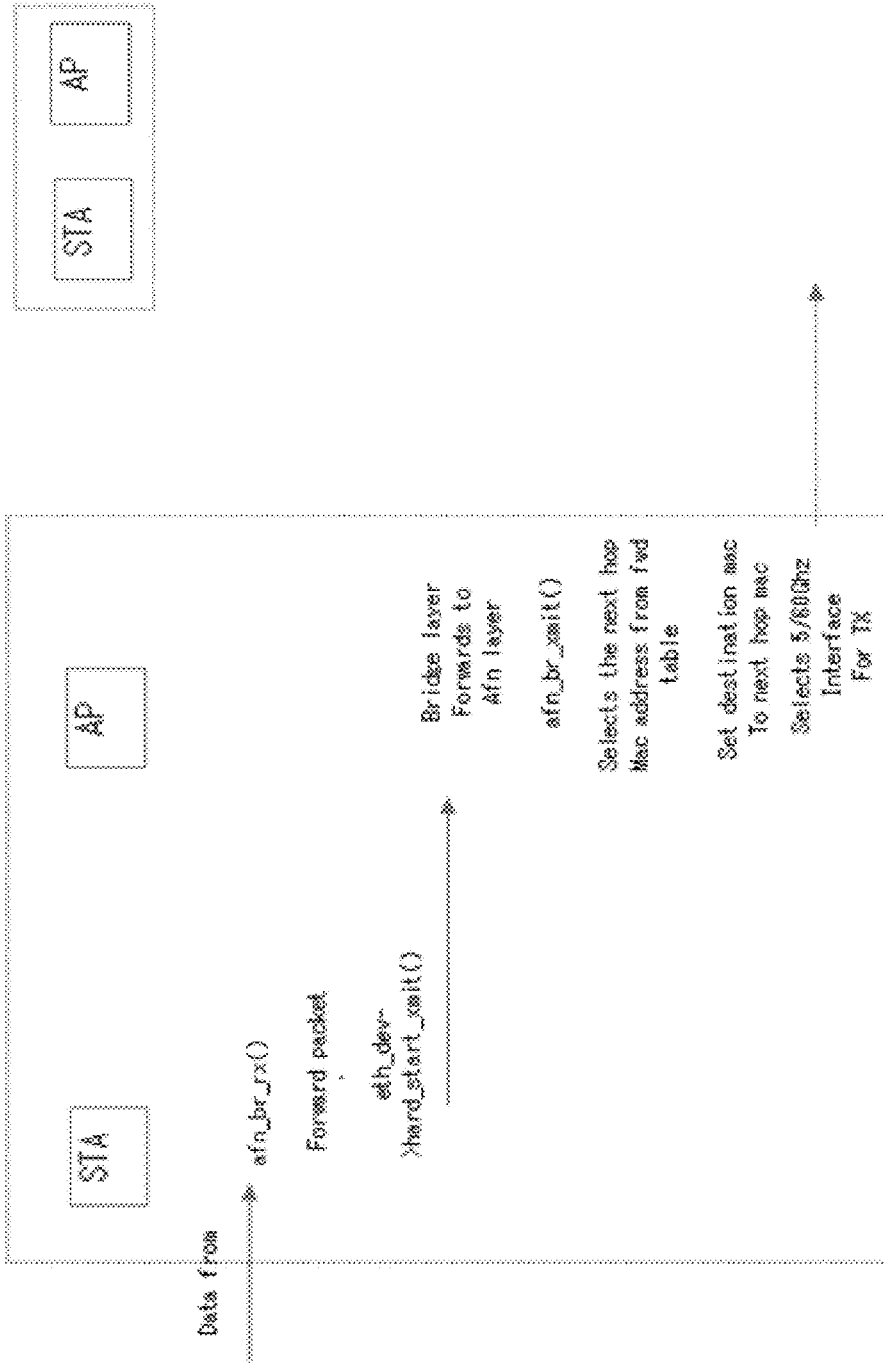 STA
AP
STA
AP
Data from
afn_br_rx()
Forward packet
eth_dev-
>hard_start_xmit()
Bridge layer
Forwards to
Afn layer
afn_br_xmit()
Selects the next hop
Mac address from fwd
table
Set destination mac
To next hop mac
Selects 5/60Ghz
Interface
For TX